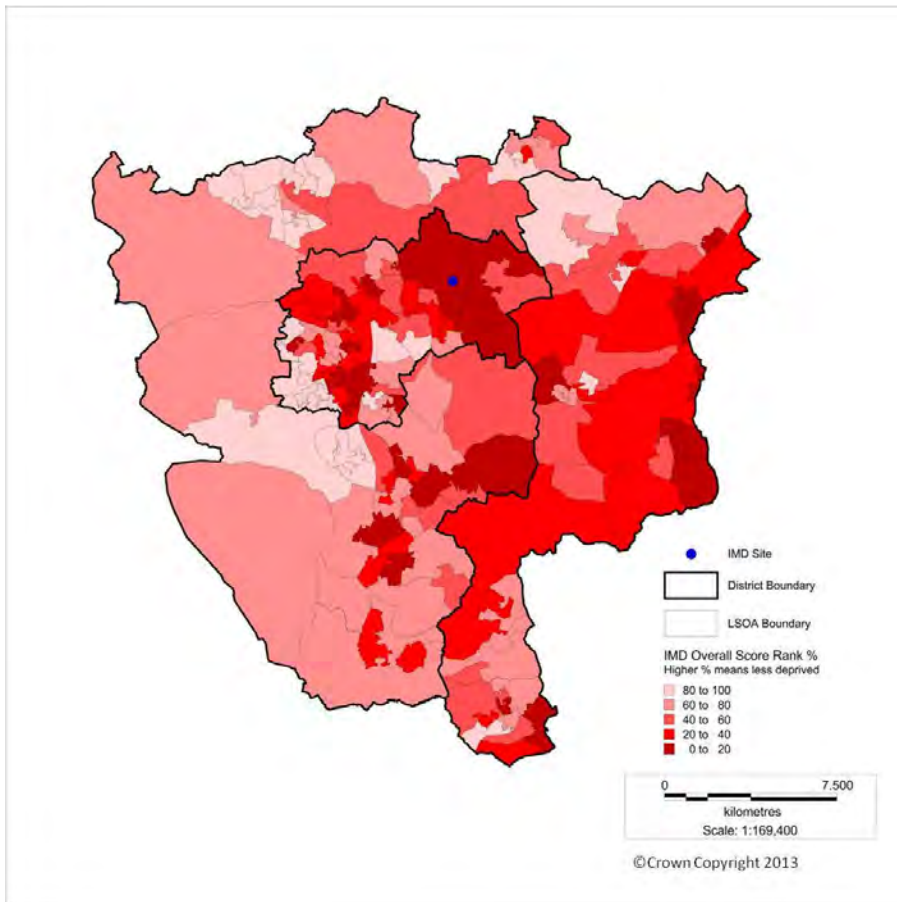 IMD Site
District Boundary
LSOA Boundary
IMD Overall Score Rank %
Higher % means less deprived
80 to 100
60 to 80
40 to 60
20 to 40
0 to 20
0 7.500
kilometres
Scale: 1:169,400
©Crown Copyright 2013